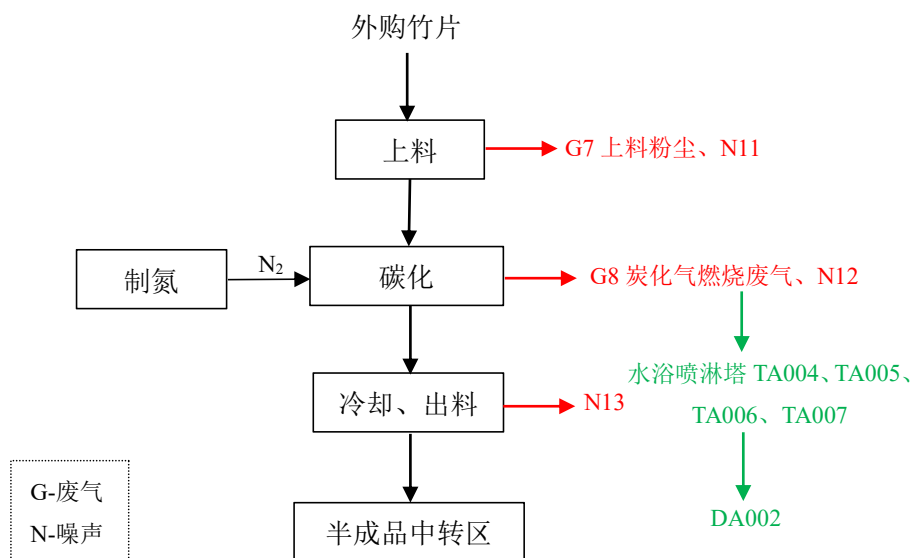 外购竹片
上料
G7 上料粉尘、N11
制氮
N₂
碳化
G8 炭化气燃烧废气、N12
水浴喷淋塔 TA004、TA005、
TA006、TA007
冷却、出料
N13
G-废气
N-噪声
半成品中转区
DA002